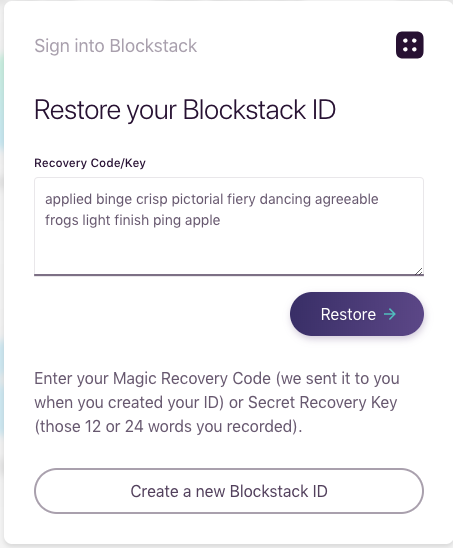 Sign into Blockstack
Restore your Blockstack ID
Recovery Code/Key
applied binge crisp pictorial fiery dancing agreeable
frogs light finish ping apple
Restore →
Enter your Magic Recovery Code (we sent it to you
when you created your ID) or Secret Recovery Key
(those 12 or 24 words you recorded).
Create a new Blockstack ID